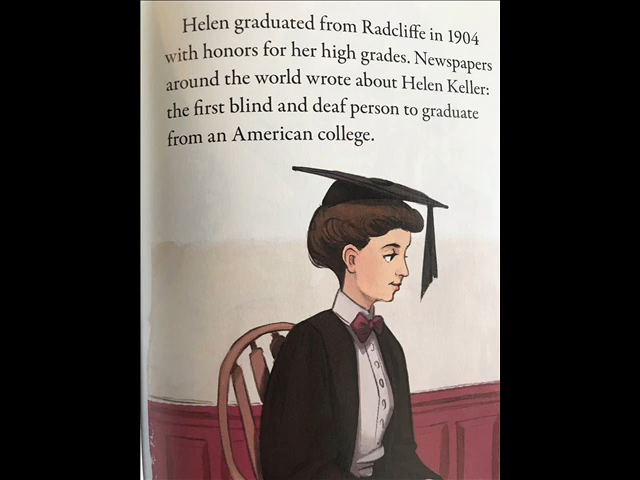 Helen graduated from Radcliffe in 1904
with honors for her high grades. Newspapers
around the world wrote about Helen Keller:
the first blind and deaf person to graduate
from an American college.